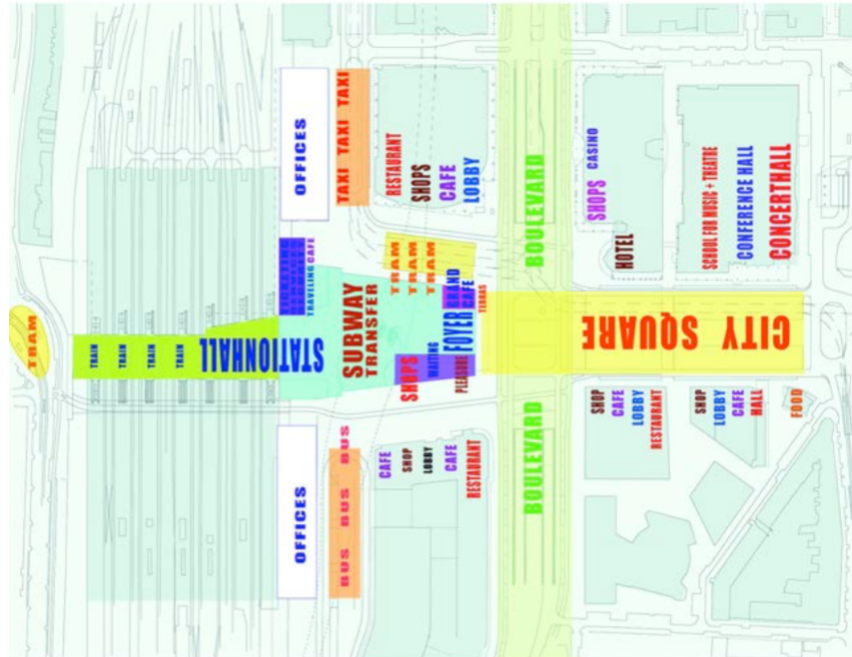 OFFICES
TAXI TAXI TAXI
RESTAURANT
SHOPS
CAFE
LOBBY
BOULEVARD
SHOPS CASINO
HOTEL
SCHOOL FOR MUSIC + THEATRE
CONFERENCE HALL
CONCERTHALL
TRAVELING CAFE
TRAM
TRAM
TRAM
TRAM
TRAIN
TRAIN
TRAIN
TRAIN
STATIONHALL
SUBWAY
TRANSFER
SHOPS
WAITING
FOYER
PLEASURE
CAFE
TERRAS
CITY SQUARE
OFFICES
BUS BUS BUS
CAFE
SHOP
LOBBY
CAFE
RESTAURANT
BOULEVARD
SHOP
CAFE
LOBBY
RESTAURANT
SHOP
LOBBY
CAFE
HALL
FOOD